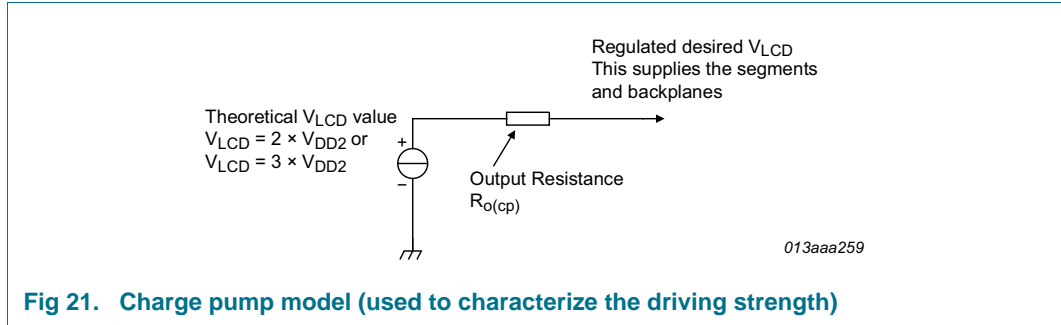 Regulated desired VLCD
This supplies the segments
and backplanes
Theoretical VLCD value
VLCD = 2 × VDD2 or
VLCD = 3 × VDD2
+
−
Output Resistance
Ro(cp)
013aaa259
Fig 21. Charge pump model (used to characterize the driving strength)